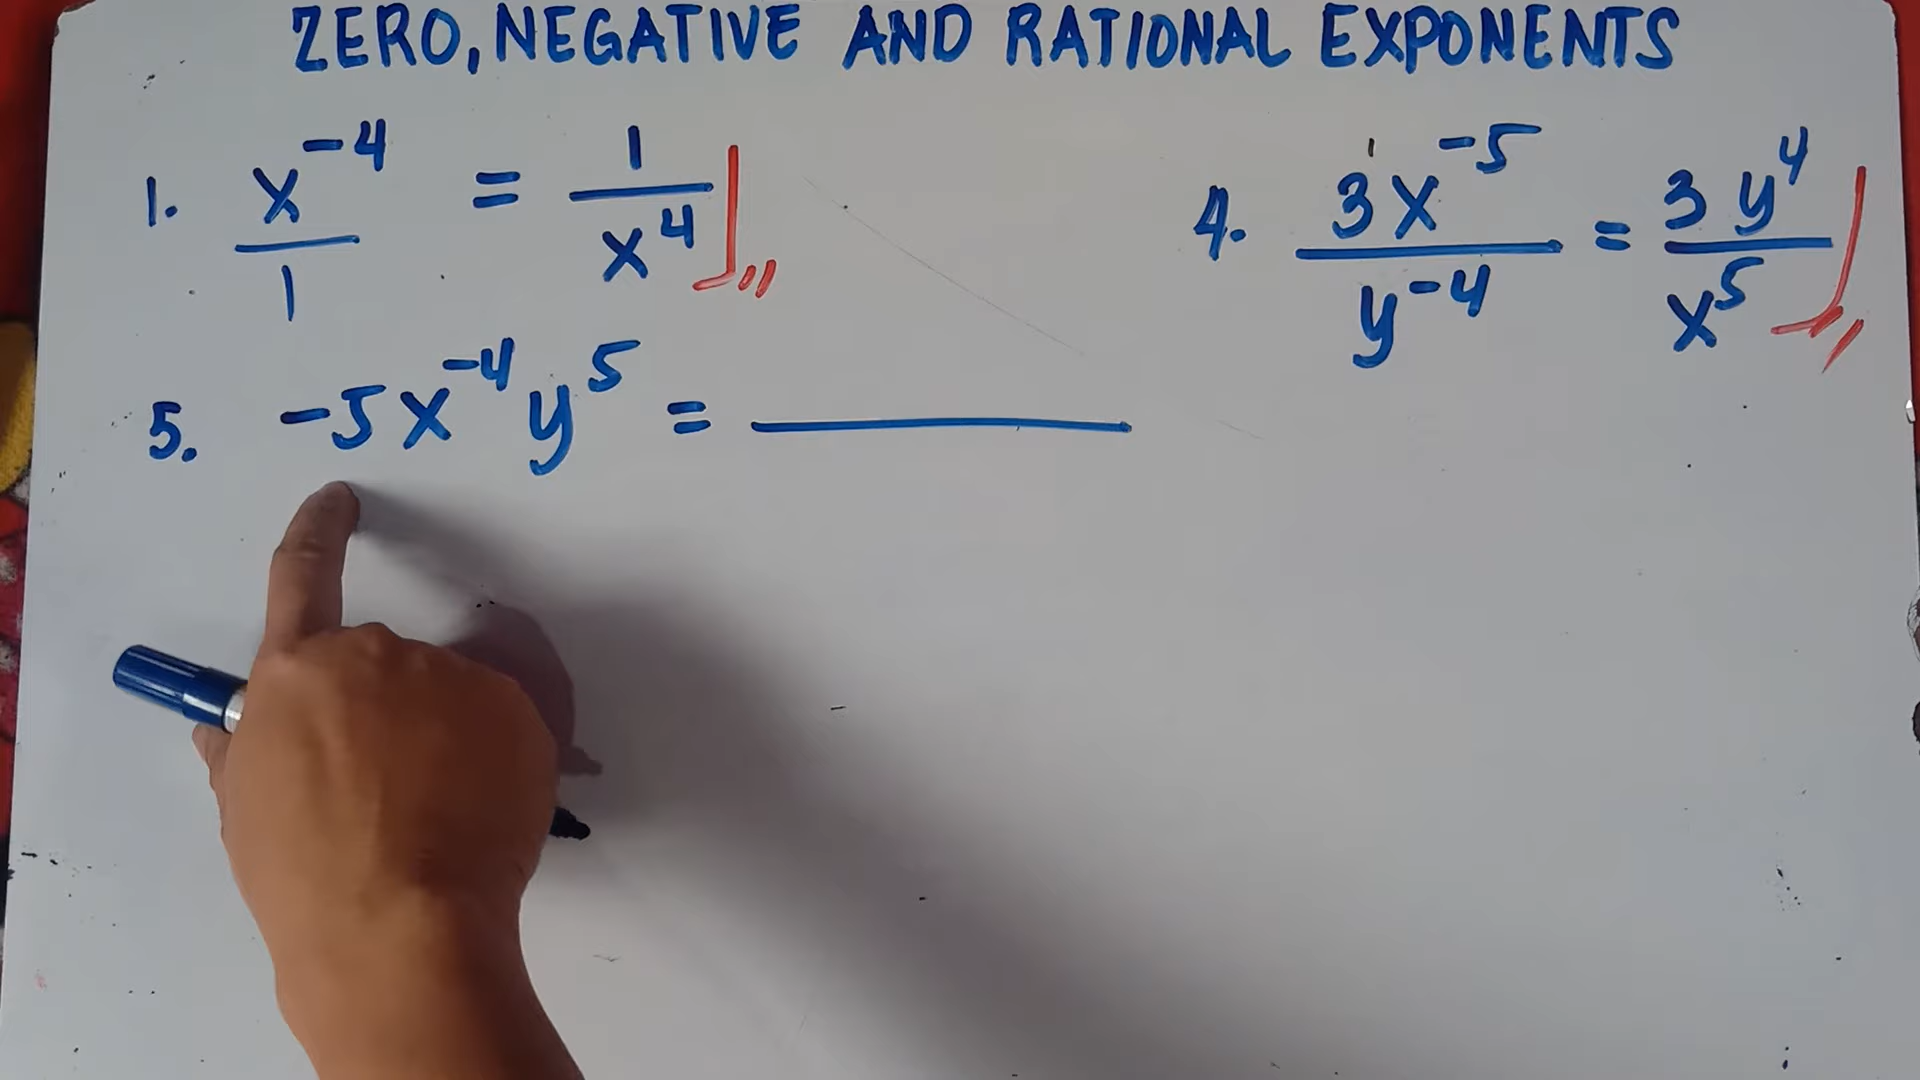 ZERO, NEGATIVE AND RATIONAL EXPONENTS
1. x⁻⁴/1 = 1/x⁴
4. 3x⁻⁵/y⁻⁴ = 3y⁴/x⁵
5. -5x⁻⁴y⁵ =